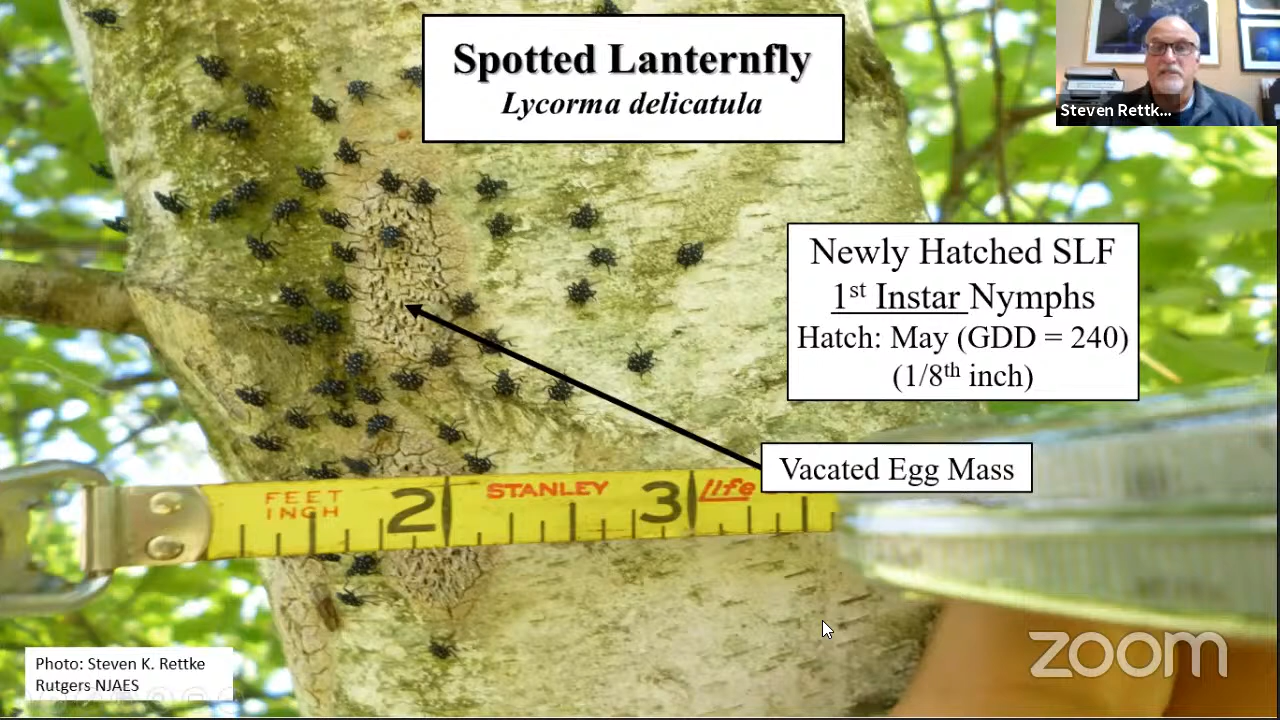 Spotted Lanternfly
Lycorma delicatula
Steven Rettk...
Newly Hatched SLF
1st Instar Nymphs
Hatch: May (GDD = 240)
(1/8th inch)
Vacated Egg Mass
FEET
INCH
2
STANLEY
3
life
Photo: Steven K. Rettke
Rutgers NJAES
zoom